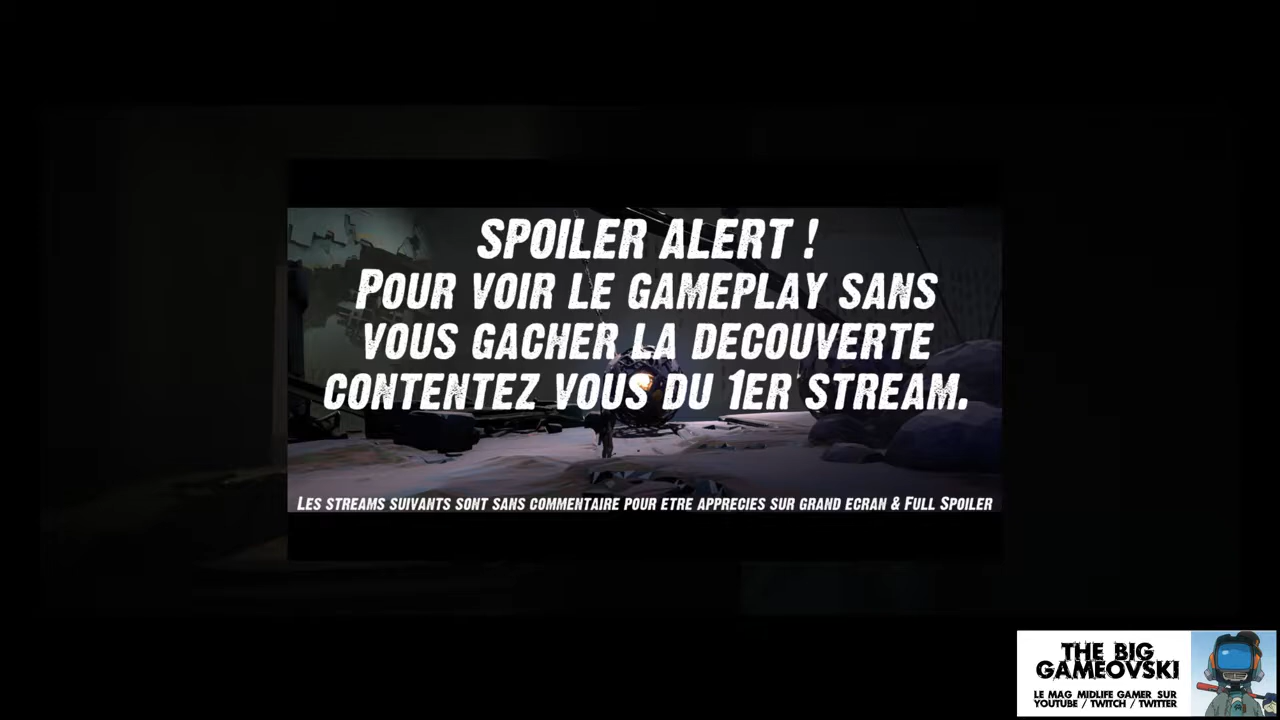 SPOILER ALERT !
POUR VOIR LE GAMEPLAY SANS
VOUS GACHER LA DECOUVERTE
CONTENTEZ VOUS DU 1ER STREAM.
LES STREAMS SUIVANTS SONT SANS COMMENTAIRE POUR ETRE APPRECIES SUR GRAND ECRAN & FULL SPOILER
THE BIG
GAMEOVSKI
LE MAG MIDLIFE GAMER SUR
YOUTUBE / TWITCH / TWITTER